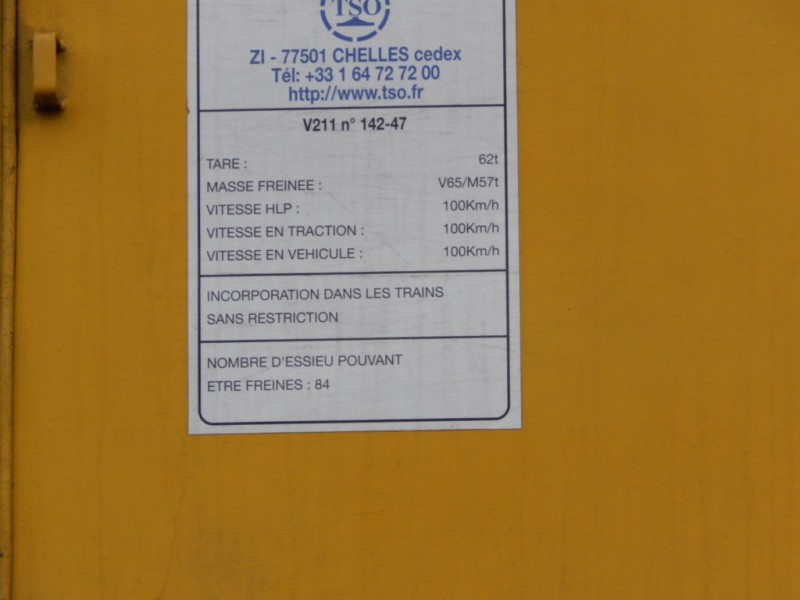 TSO
ZI - 77501 CHELLES cedex
Tél: +33 1 64 72 72 00
http://www.tso.fr
V211 n° 142-47
TARE : 62t
MASSE FREINEE : V65/M57t
VITESSE HLP : 100Km/h
VITESSE EN TRACTION : 100Km/h
VITESSE EN VEHICULE : 100Km/h
INCORPORATION DANS LES TRAINS
SANS RESTRICTION
NOMBRE D'ESSIEU POUVANT
ETRE FREINES : 84